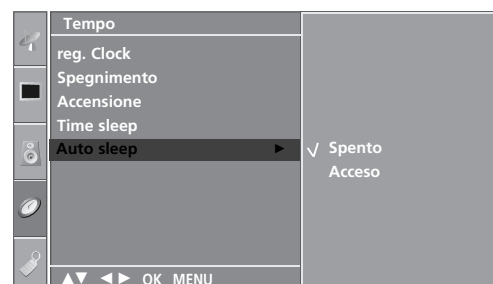 Tempo
reg. Clock
Spegnimento
Accensione
Time sleep
Auto sleep ►
√ Spento
Acceso
▲▼ ◄► OK MENU